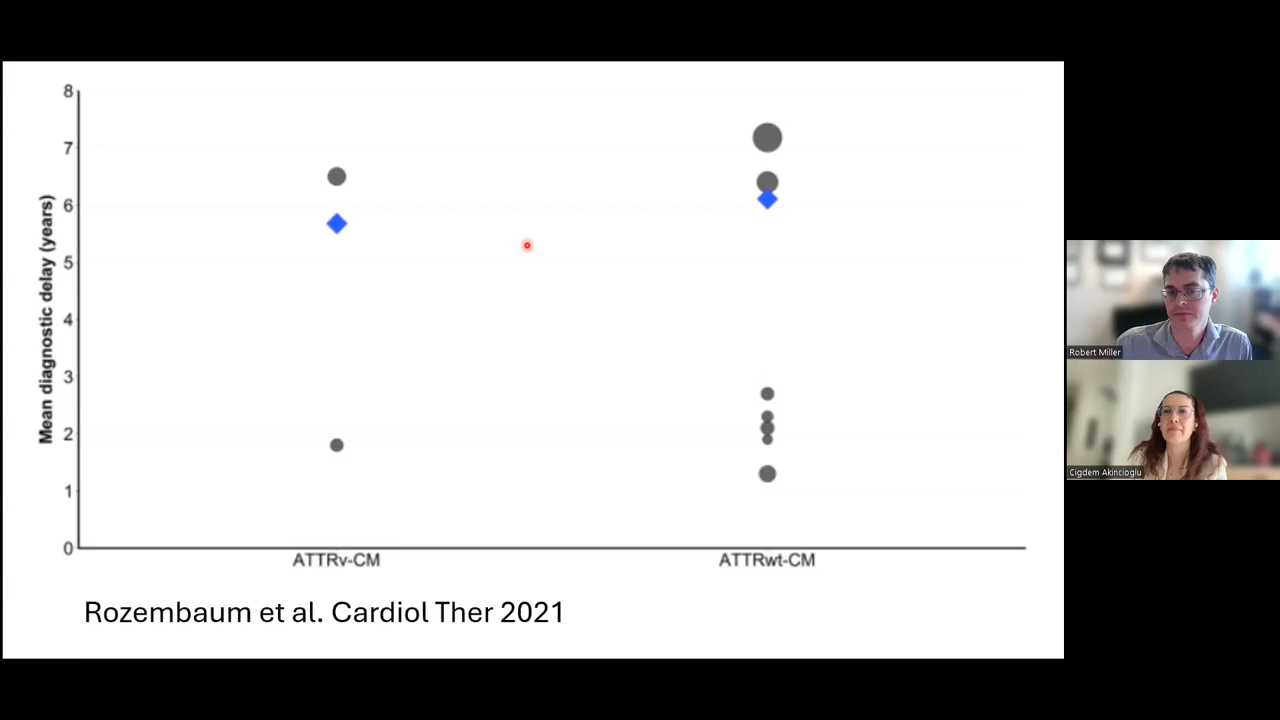 8
7
6
5
4
3
2
1
0
Mean diagnostic delay (years)
ATTRv-CM
ATTRwt-CM
Rozembaum et al. Cardiol Ther 2021
Robert Miller
Cigdem Akincioglu